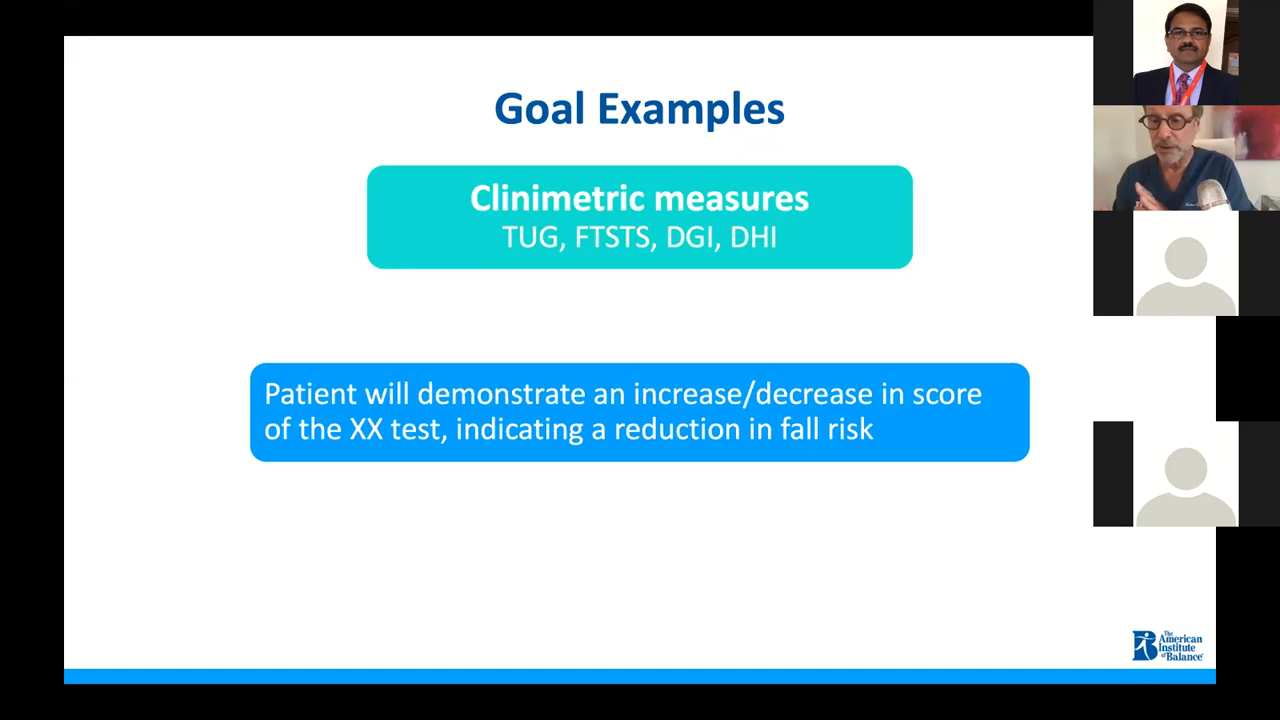 Goal Examples
Clinimetric measures
TUG, FTSTS, DGI, DHI
Patient will demonstrate an increase/decrease in score
of the XX test, indicating a reduction in fall risk
The
American
Institute
of Balance